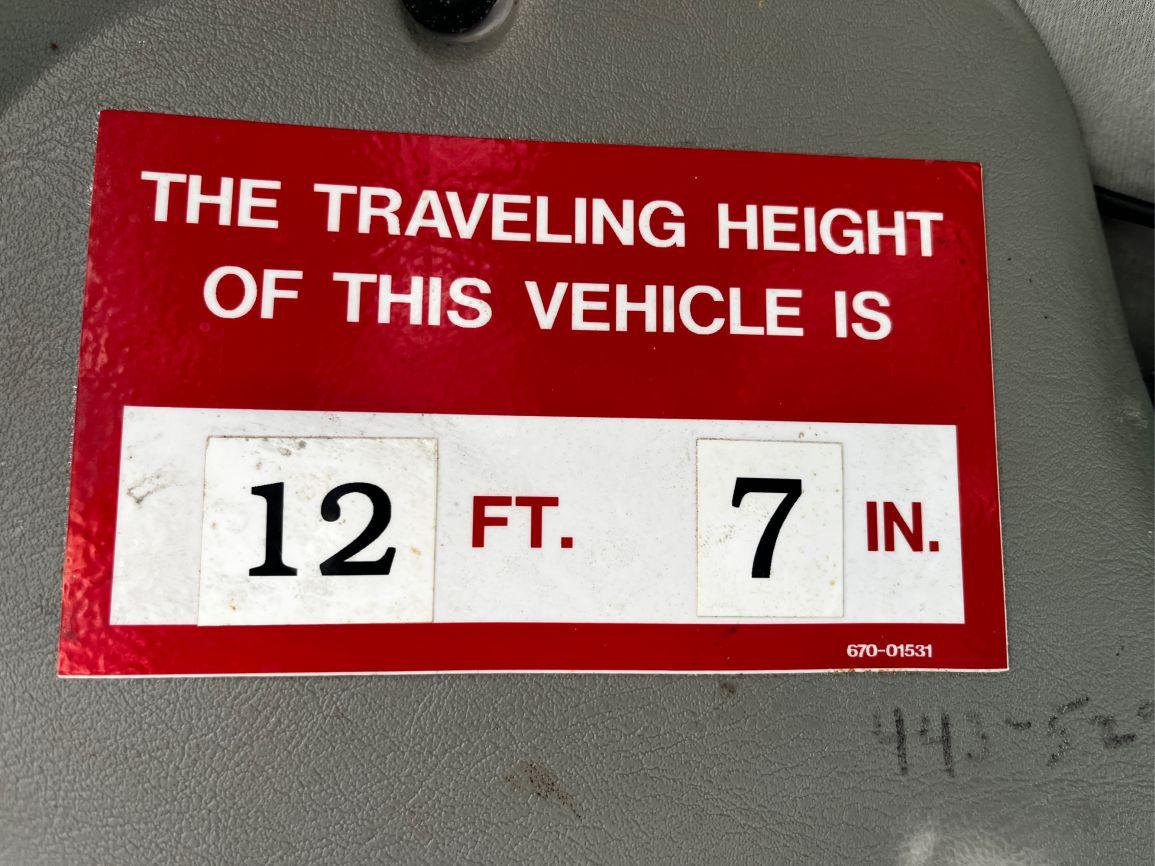 THE TRAVELING HEIGHT
OF THIS VEHICLE IS
12 FT. 7 IN.
670-01531